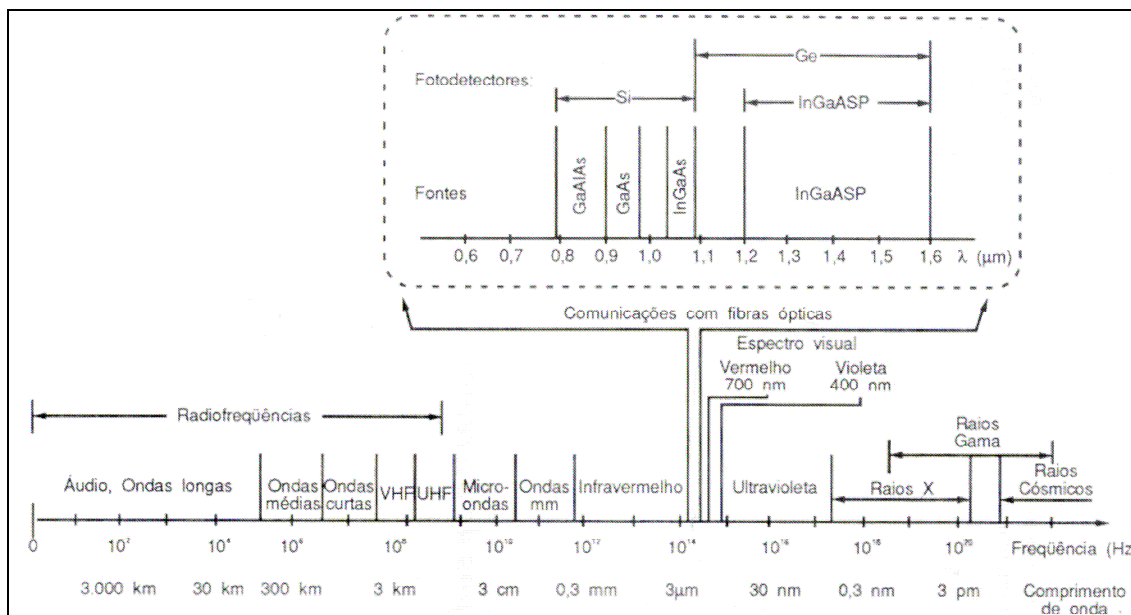 Ge
Fotodetectores:
Si
InGaASP
Fontes
GaAlAs
GaAs
InGaAs
InGaASP
0,6 0,7 0,8 0,9 1,0 1,1 1,2 1,3 1,4 1,5 1,6 λ (μm)
Comunicações com fibras ópticas
Espectro visual
Vermelho Violeta
700 nm 400 nm
Radiofreqüências
Raios
Gama
Áudio, Ondas longas
Ondas
médias
Ondas
curtas
VHF
UHF
Micro-
ondas
Ondas
mm
Infravermelho
Ultravioleta
Raios X
Raios
Cósmicos
0 10² 10⁴ 10⁶ 10⁸ 10¹⁰ 10¹² 10¹⁴ 10¹⁶ 10¹⁸ 10²⁰ Freqüência (Hz
3.000 km 30 km 300 km 3 km 3 cm 0,3 mm 3μm 30 nm 0,3 nm 3 pm Comprimento
de onda